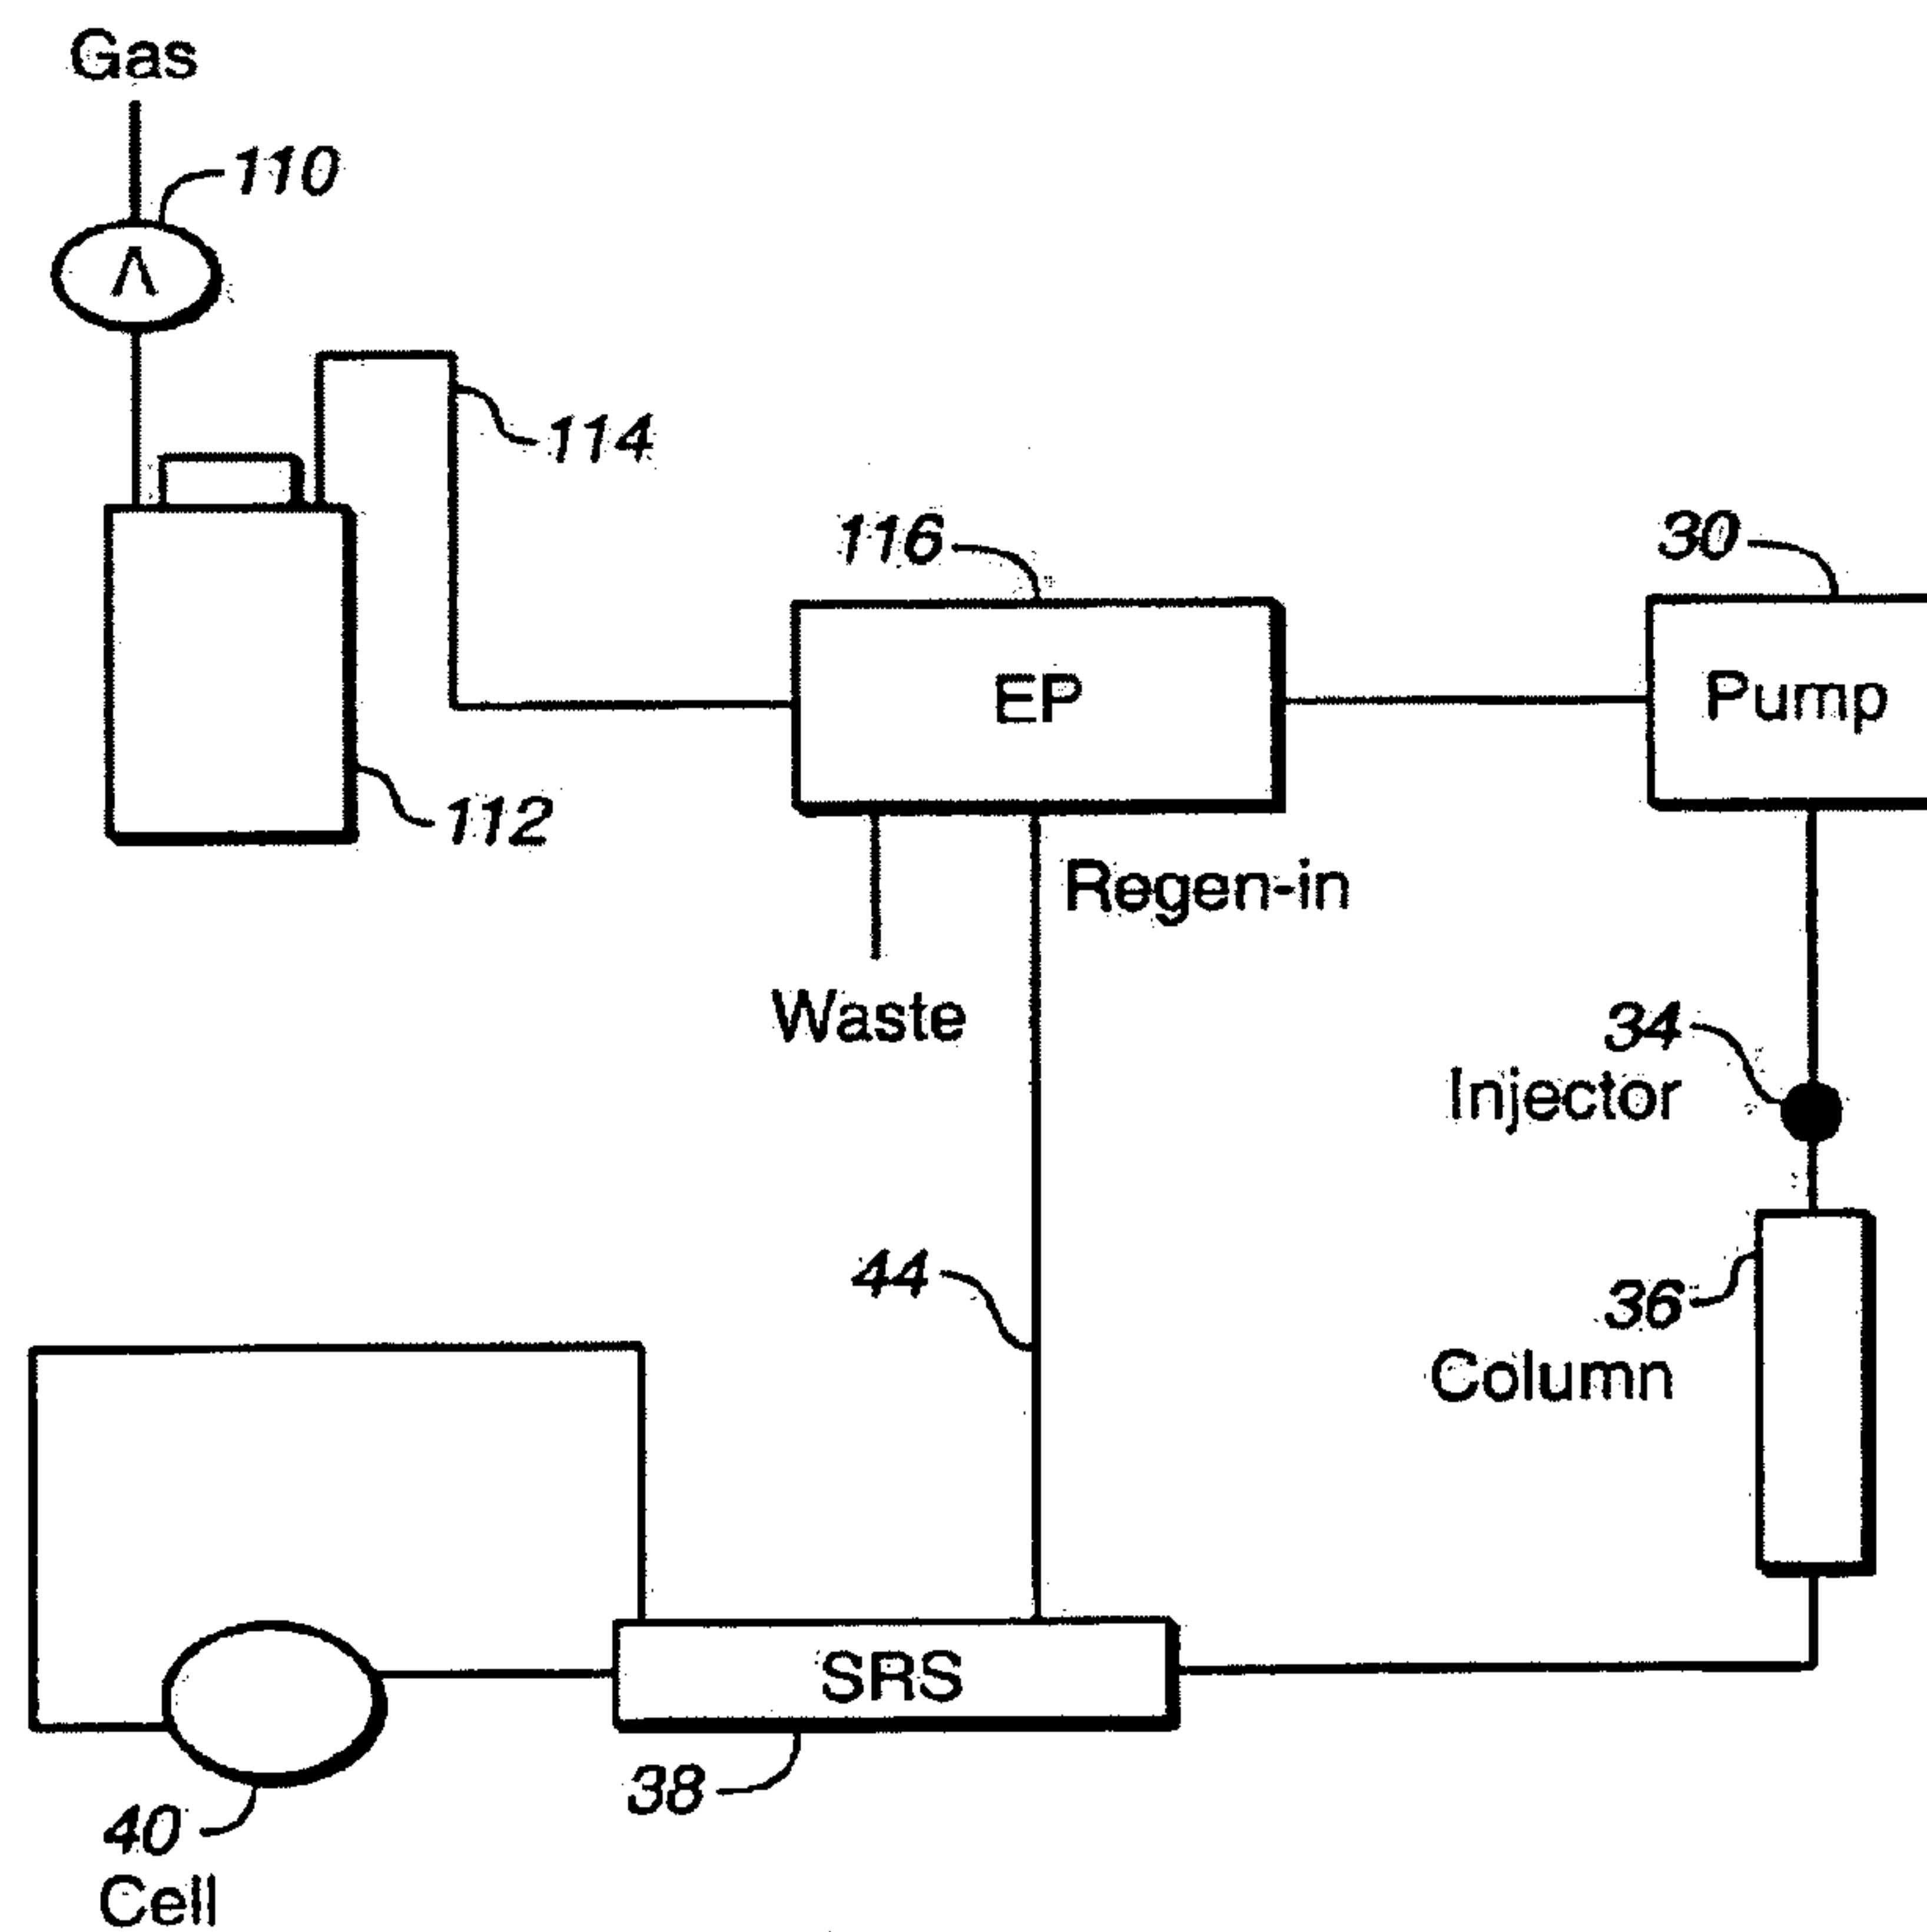 Gas
110
114
116
30
EP
Pump
112
Regen-in
Waste
34
Injector
44
36
Column
SRS
38
40
Cell